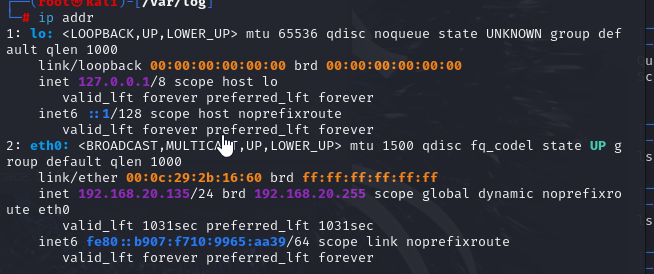 (root㉿kali)-[/var/log]
# ip addr
1: lo: <LOOPBACK,UP,LOWER_UP> mtu 65536 qdisc noqueue state UNKNOWN group def
ault qlen 1000
link/loopback 00:00:00:00:00:00 brd 00:00:00:00:00:00
inet 127.0.0.1/8 scope host lo
valid_lft forever preferred_lft forever
inet6 ::1/128 scope host noprefixroute
valid_lft forever preferred_lft forever
2: eth0: <BROADCAST,MULTICAST,UP,LOWER_UP> mtu 1500 qdisc fq_codel state UP g
roup default qlen 1000
link/ether 00:0c:29:2b:16:60 brd ff:ff:ff:ff:ff:ff
inet 192.168.20.135/24 brd 192.168.20.255 scope global dynamic noprefixro
ute eth0
valid_lft 1031sec preferred_lft 1031sec
inet6 fe80::b907:f710:9965:aa39/64 scope link noprefixroute
valid_lft forever preferred_lft forever